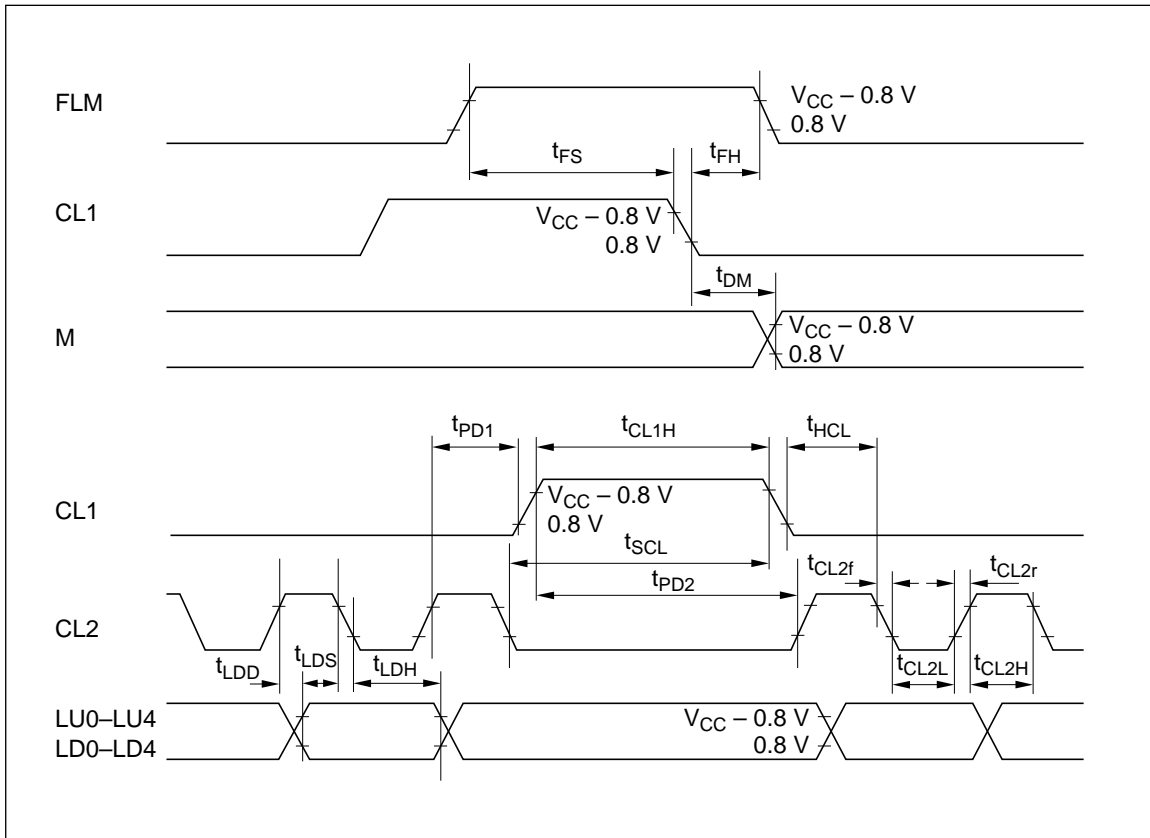 FLM
V_CC – 0.8 V
0.8 V
t_FS
t_FH
CL1
V_CC – 0.8 V
0.8 V
t_DM
M
V_CC – 0.8 V
0.8 V
t_PD1
t_CL1H
t_HCL
CL1
V_CC – 0.8 V
0.8 V
t_SCL
t_CL2f
t_CL2r
t_PD2
CL2
t_LDD
t_LDS
t_LDH
t_CL2L
t_CL2H
LU0–LU4
V_CC – 0.8 V
LD0–LD4
0.8 V